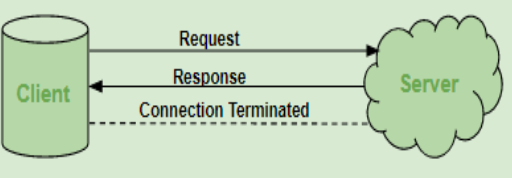 Request
Response
Client
Server
Connection Terminated